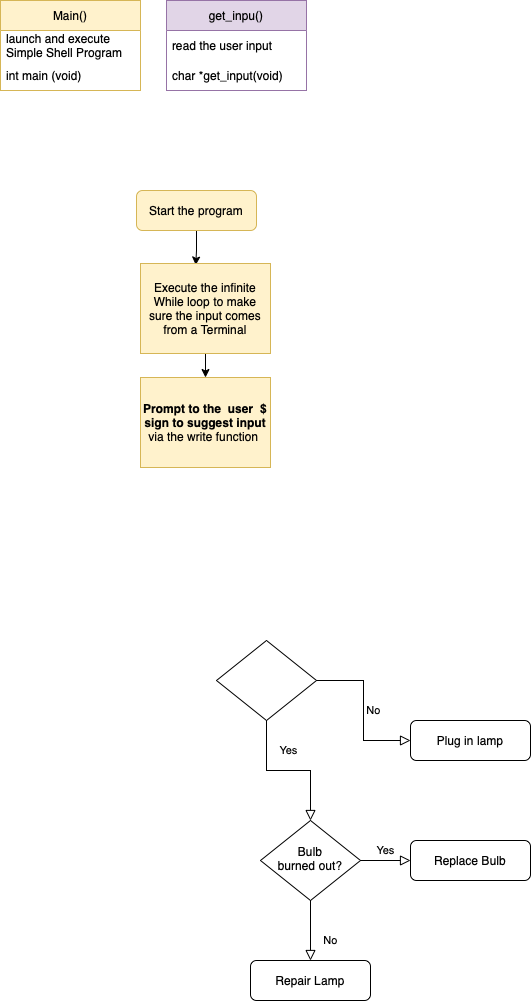 Main()
launch and execute
Simple Shell Program
int main (void)
get_inpu()
read the user input
char *get_input(void)
Start the program
Execute the infinite
While loop to make
sure the input comes
from a Terminal
Prompt to the user $
sign to suggest input
via the write function
No
Plug in lamp
Yes
Bulb
burned out?
Yes
Replace Bulb
No
Repair Lamp